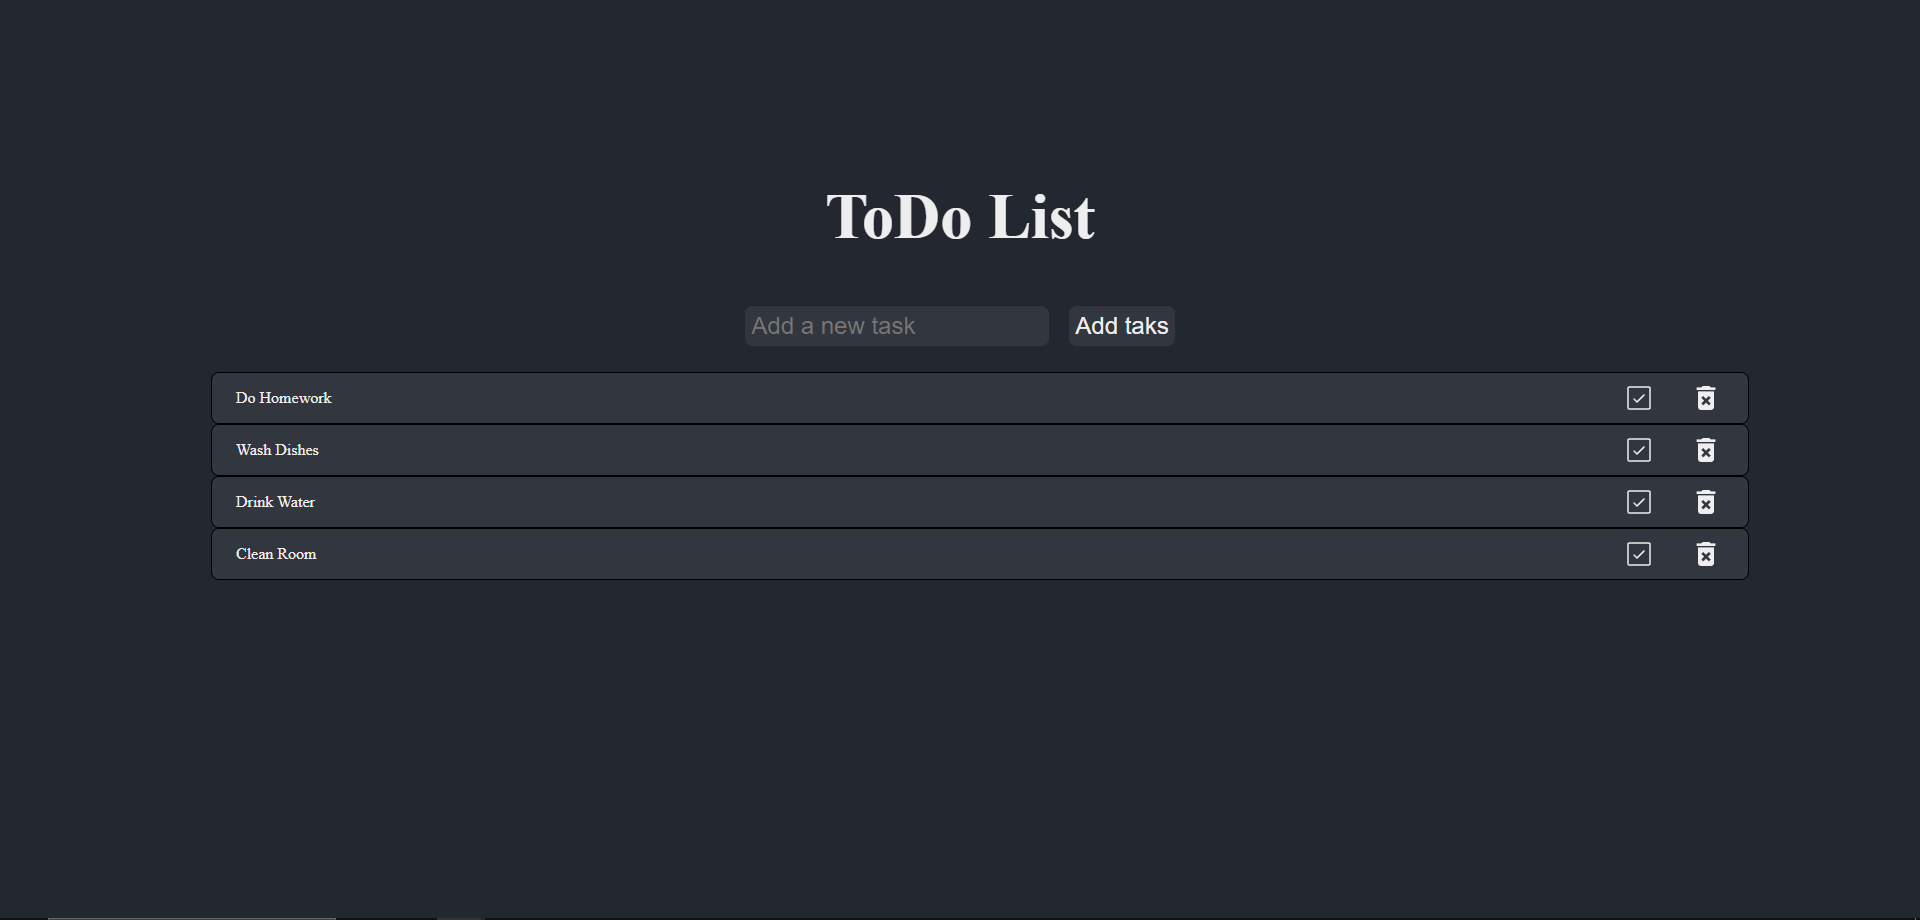 ToDo List
Add a new task
Add taks
Do Homework
Wash Dishes
Drink Water
Clean Room